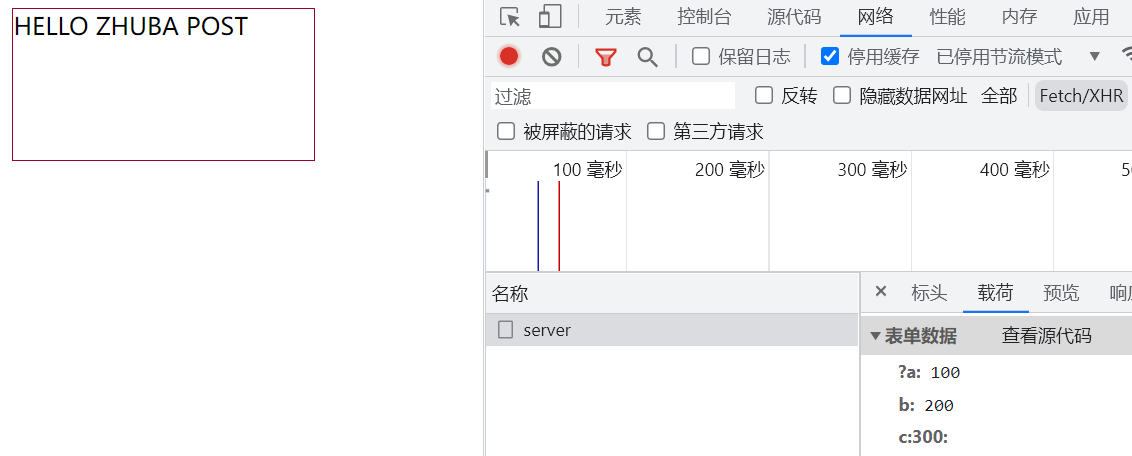 HELLO ZHUBA POST
元素 控制台 源代码 网络 性能 内存 应用
保留日志 停用缓存 已停用节流模式
过滤 反转 隐藏数据网址 全部 Fetch/XHR
被屏蔽的请求 第三方请求
100 毫秒 200 毫秒 300 毫秒 400 毫秒
名称
× 标头 载荷 预览
server
表单数据 查看源代码
?a: 100
b: 200
c:300: